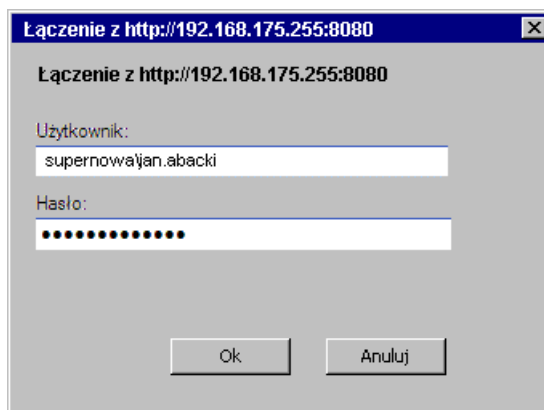 Łączenie z http://192.168.175.255:8080
Łączenie z http://192.168.175.255:8080
Użytkownik:
supernowa\jan.abacki
Hasło:
•••••••••••••
Ok
Anuluj